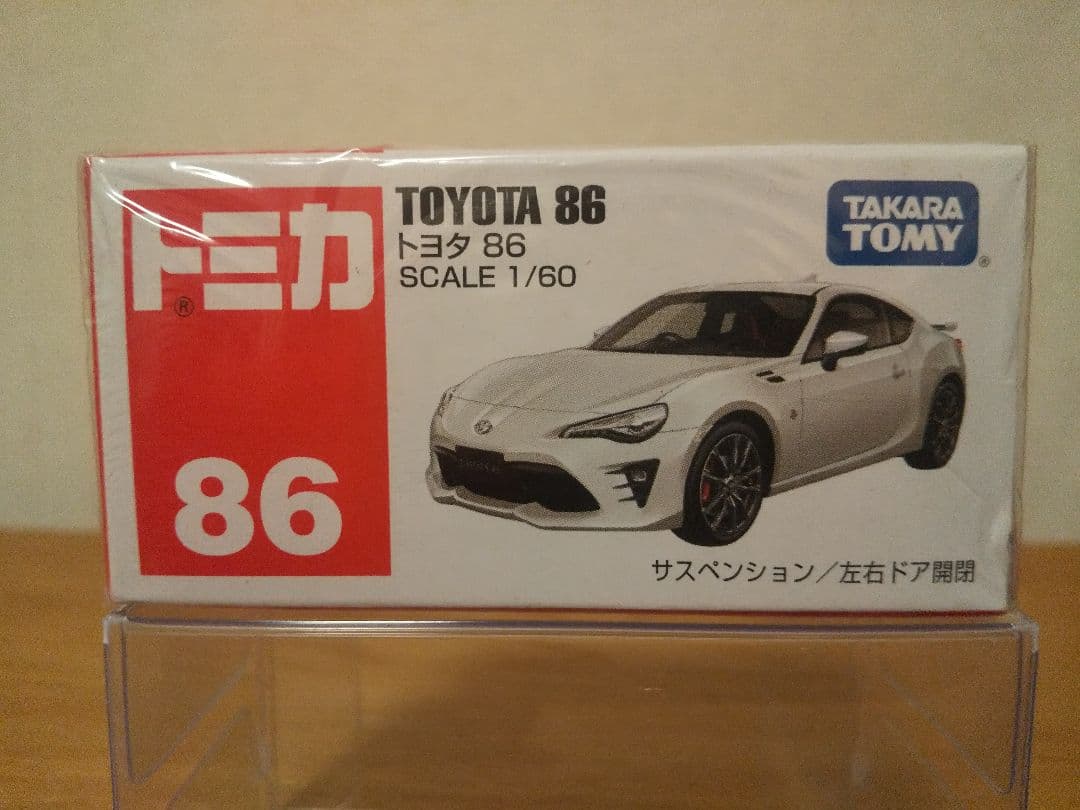 トミカ
®
86
TOYOTA 86
トヨタ 86
SCALE 1/60
TAKARA
TOMY
®
サスペンション／左右ドア開閉